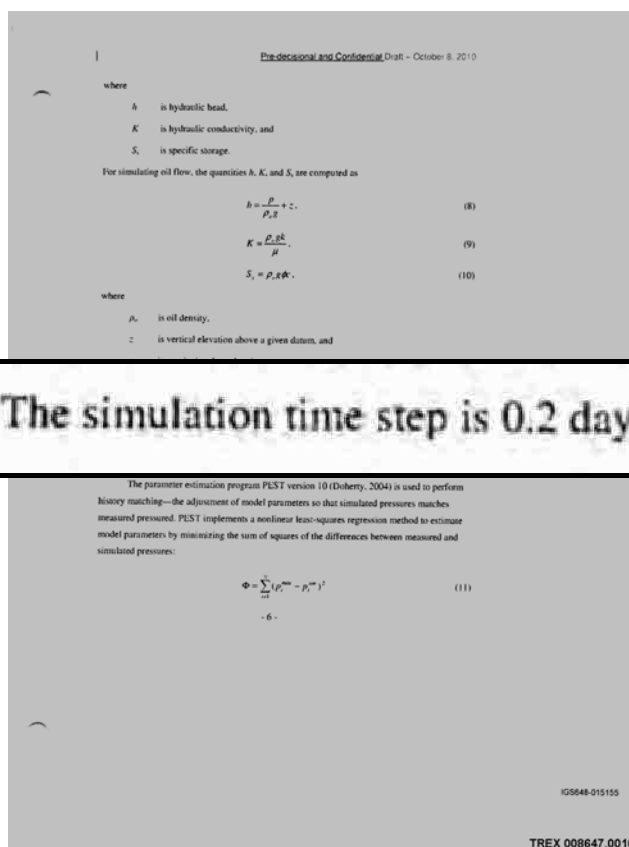 Pre-decisional and Confidential Draft – October 8, 2010
where
h is hydraulic head,
K is hydraulic conductivity, and
Sₛ is specific storage.
For simulating oil flow, the quantities h, K, and Sₛ are computed as
h = p / ρₒg + z , (8)
K = ρₒgk / μ , (9)
Sₛ = ρₒgϕc , (10)
where
ρₒ is oil density,
z is vertical elevation above a given datum, and
The simulation time step is 0.2 day
The parameter estimation program PEST version 10 (Doherty, 2004) is used to perform
history matching—the adjustment of model parameters so that simulated pressures matches
measured pressured. PEST implements a nonlinear least-squares regression method to estimate
model parameters by minimizing the sum of squares of the differences between measured and
simulated pressures:
Φ = ∑ (pᵢ − pᵢ)² (11)
- 6 -
IGS648-015155
TREX 008647.001